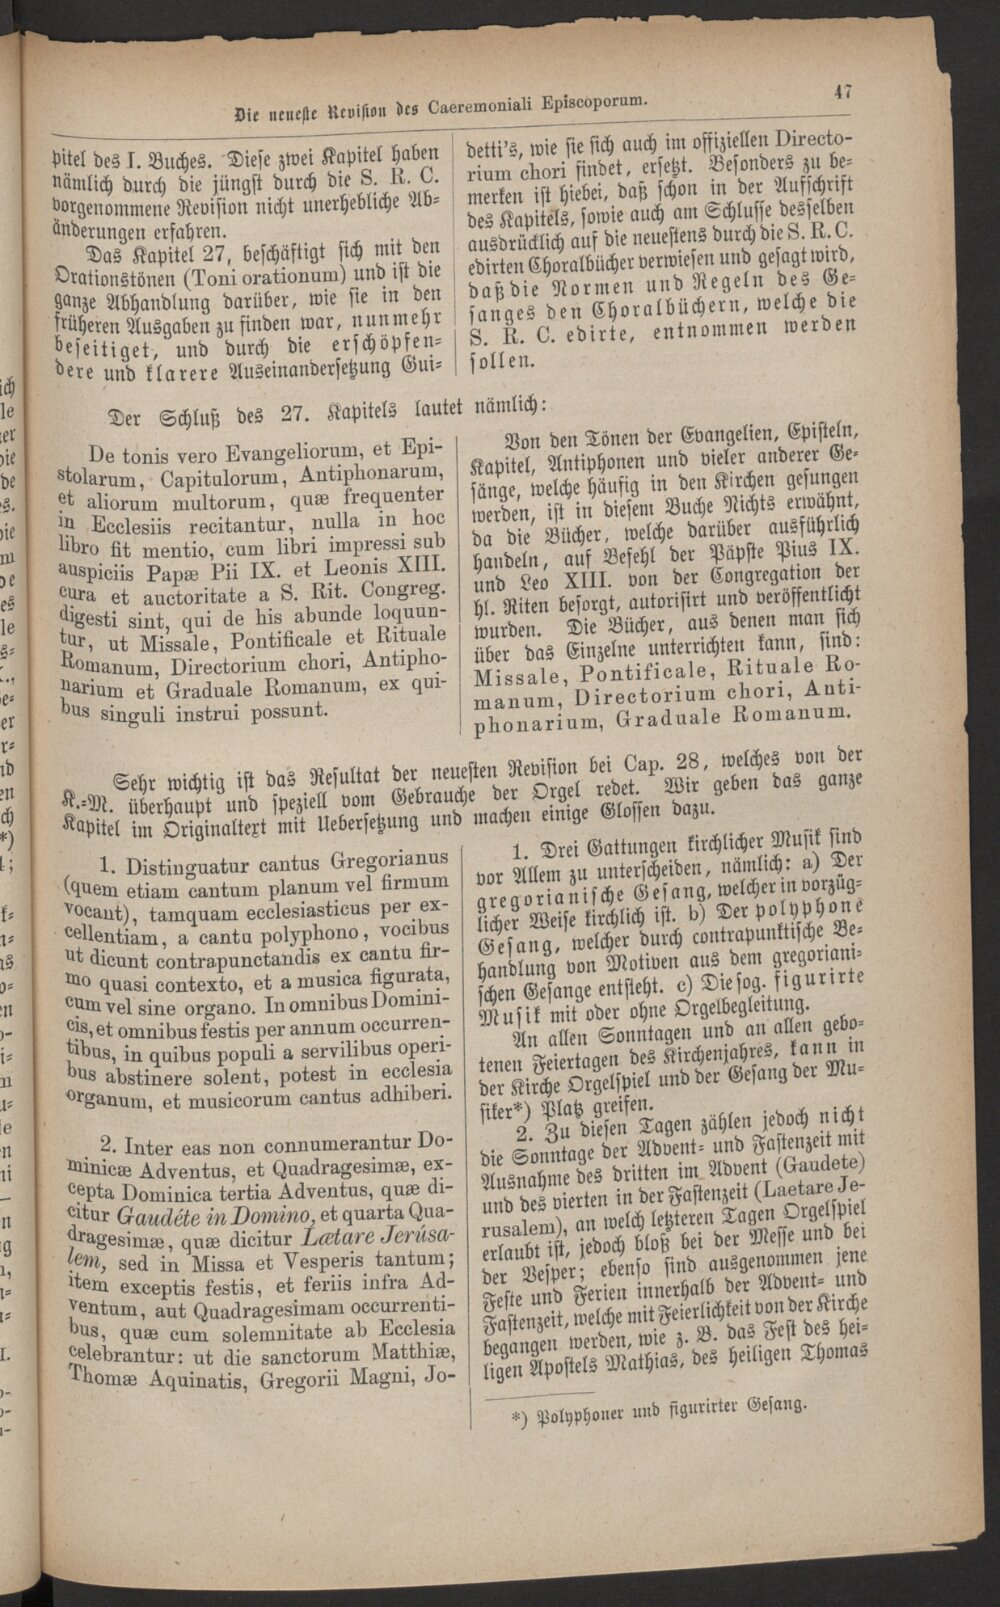 Die neueste Revision des Caeremoniali Episcoporum.
47
pitel des I. Buches. Diese zwei Kapitel haben
nämlich durch die jüngst durch die S. R. C.
vorgenommene Revision nicht unerhebliche Ab-
änderungen erfahren.
Das Kapitel 27, beschäftigt sich mit den
Orationstönen (Toni orationum) und ist die
ganze Abhandlung darüber, wie sie in den
früheren Ausgaben zu finden war, nunmehr
beseitiget, und durch die erschöpfen-
dere und klarere Auseinandersetzung Gui-
detti's, wie sie sich auch im offiziellen Directo-
rium chori findet, ersetzt. Besonders zu be-
merken ist hiebei, daß schon in der Aufschrift
des Kapitels, sowie auch am Schlusse desselben
ausdrücklich auf die neuestens durch die S. R. C.
edirten Choralbücher verwiesen und gesagt wird,
daß die Normen und Regeln des Ge-
sanges den Choralbüchern, welche die
S. R. C. edirte, entnommen werden
sollen.
Der Schluß des 27. Kapitels lautet nämlich:
De tonis vero Evangeliorum, et Epi-
stolarum, Capitulorum, Antiphonarum,
et aliorum multorum, quæ frequenter
in Ecclesiis recitantur, nulla in hoc
libro fit mentio, cum libri impressi sub
auspiciis Papæ Pii IX. et Leonis XIII.
cura et auctoritate a S. Rit. Congreg.
digesti sint, qui de his abunde loquun-
tur, ut Missale, Pontificale et Rituale
Romanum, Directorium chori, Antipho-
narium et Graduale Romanum, ex qui-
bus singuli instrui possunt.
Von den Tönen der Evangelien, Episteln,
Kapitel, Antiphonen und vieler anderer Ge-
sänge, welche häufig in den Kirchen gesungen
werden, ist in diesem Buche Nichts erwähnt,
da die Bücher, welche darüber ausführlich
handeln, auf Befehl der Päpste Pius IX.
und Leo XIII. von der Congregation der
hl. Riten besorgt, autorisirt und veröffentlicht
wurden. Die Bücher, aus denen man sich
über das Einzelne unterrichten kann, sind:
Missale, Pontificale, Rituale Ro-
manum, Directorium chori, Anti-
phonarium, Graduale Romanum.
Sehr wichtig ist das Resultat der neuesten Revision bei Cap. 28, welches von der
K.-M. überhaupt und speziell vom Gebrauche der Orgel redet. Wir geben das ganze
Kapitel im Originaltext mit Uebersetzung und machen einige Glossen dazu.
1. Distinguatur cantus Gregorianus
(quem etiam cantum planum vel firmum
vocant), tamquam ecclesiasticus per ex-
cellentiam, a cantu polyphono, vocibus
ut dicunt contrapunctandis ex cantu fir-
mo quasi contexto, et a musica figurata,
cum vel sine organo. In omnibus Domini-
cis, et omnibus festis per annum occurren-
tibus, in quibus populi a servilibus operi-
bus abstinere solent, potest in ecclesia
organum, et musicorum cantus adhiberi.
2. Inter eas non connumerantur Do-
minicæ Adventus, et Quadragesimæ, ex-
cepta Dominica tertia Adventus, quæ di-
citur Gaudéte in Domino, et quarta Qua-
dragesimæ, quæ dicitur Lætare Jerúsa-
lem, sed in Missa et Vesperis tantum;
item exceptis festis, et feriis infra Ad-
ventum, aut Quadragesimam occurrenti-
bus, quæ cum solemnitate ab Ecclesia
celebrantur: ut die sanctorum Matthiæ,
Thomæ Aquinatis, Gregorii Magni, Jo-
1. Drei Gattungen kirchlicher Musik sind
vor Allem zu unterscheiden, nämlich: a) Der
gregorianische Gesang, welcher in vorzüg-
licher Weise kirchlich ist. b) Der polyphone
Gesang, welcher durch contrapunktische Be-
handlung von Motiven aus dem gregoriani-
schen Gesange entsteht. c) Die sog. figurirte
Musik mit oder ohne Orgelbegleitung.
An allen Sonntagen und an allen gebo-
tenen Feiertagen des Kirchenjahres, kann in
der Kirche Orgelspiel und der Gesang der Mu-
siker*) Platz greifen.
2. Zu diesen Tagen zählen jedoch nicht
die Sonntage der Advent- und Fastenzeit mit
Ausnahme des dritten im Advent (Gaudete)
und des vierten in der Fastenzeit (Laetare Je-
rusalem), an welch letzteren Tagen Orgelspiel
erlaubt ist, jedoch bloß bei der Messe und bei
der Vesper; ebenso sind ausgenommen jene
Feste und Ferien innerhalb der Advent- und
Fastenzeit, welche mit Feierlichkeit von der Kirche
begangen werden, wie z. B. das Fest des hei-
ligen Apostels Mathias, des heiligen Thomas
*) Polyphoner und figurirter Gesang.